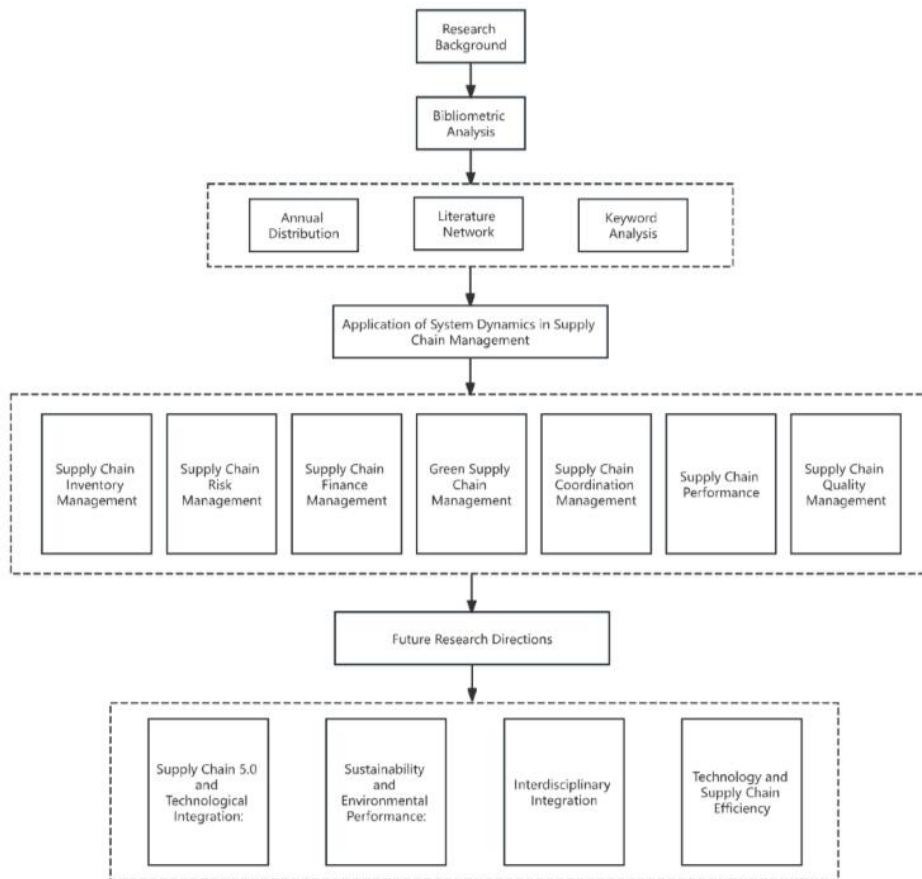 Research
Background
Bibliometric
Analysis
Annual
Distribution
Literature
Network
Keyword
Analysis
Application of System Dynamics in Supply
Chain Management
Supply Chain
Inventory
Management
Supply Chain
Risk
Management
Supply Chain
Finance
Management
Green Supply
Chain
Management
Supply Chain
Coordination
Management
Supply Chain
Performance
Supply Chain
Quality
Management
Future Research Directions
Supply Chain 5.0
and
Technological
Integration:
Sustainability
and
Environmental
Performance:
Interdisciplinary
Integration
Technology and
Supply Chain
Efficiency